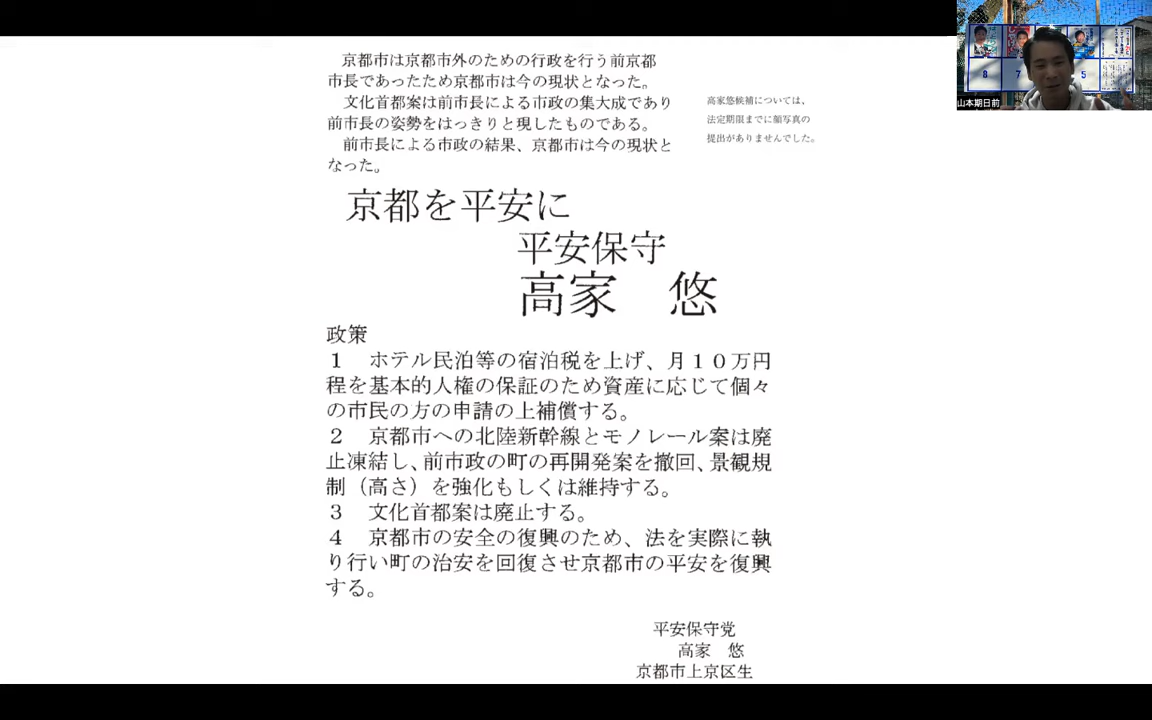 京都市は京都市外のための行政を行う前京都
市長であったため京都市は今の現状となった。
文化首都案は前市長による市政の集大成であり
前市長の姿勢をはっきりと現したものである。
前市長による市政の結果、京都市は今の現状と
なった。
高家悠候補については、
法定期限までに顔写真の
提出がありませんでした。
京都を平安に
平安保守
高家　悠
政策
１　ホテル民泊等の宿泊税を上げ、月１０万円
程を基本的人権の保証のため資産に応じて個々
の市民の方の申請の上補償する。
２　京都市への北陸新幹線とモノレール案は廃
止凍結し、前市政の町の再開発案を撤回、景観規
制（高さ）を強化もしくは維持する。
３　文化首都案は廃止する。
４　京都市の安全の復興のため、法を実際に執
り行い町の治安を回復させ京都市の平安を復興
する。
平安保守党
高家　悠
京都市上京区生
8
7
5
山本期日前